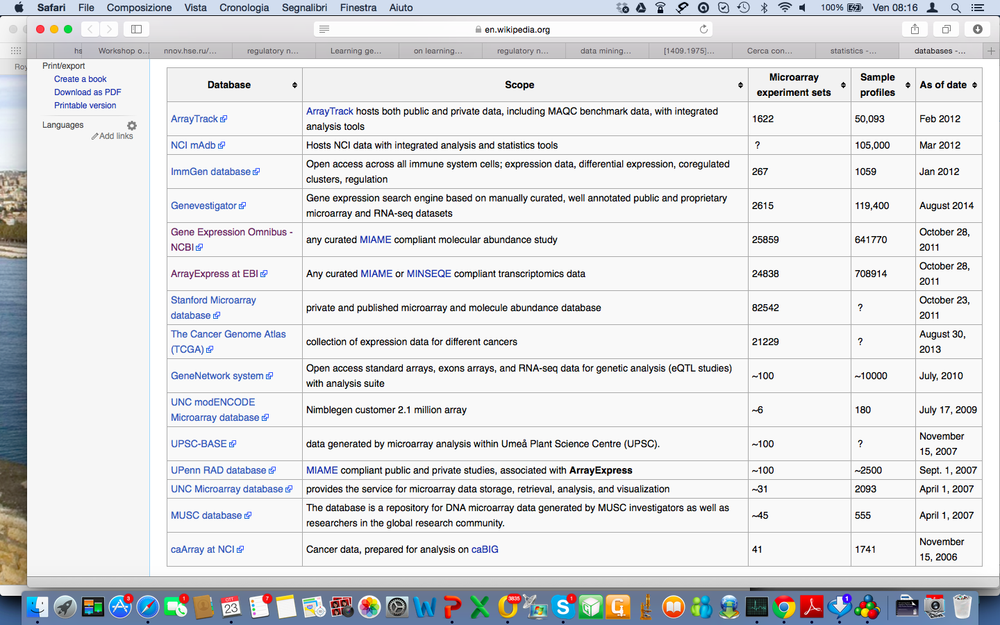 Safari File Composizione Vista Cronologia Segnalibri Finestra Aiuto 100% Ven 08:16
en.wikipedia.org
hs Workshop o... nnov.hse.ru/... regulatory n... Learning ge... on learning... regulatory n... data mining... [1409.1975]... Cerca con... statistics -... databases -...
Roy
Print/export
Create a book
Download as PDF
Printable version
Languages
Add links
Database Scope Microarray experiment sets Sample profiles As of date
ArrayTrack ArrayTrack hosts both public and private data, including MAQC benchmark data, with integrated 1622 50,093 Feb 2012
analysis tools
NCI mAdb Hosts NCI data with integrated analysis and statistics tools ? 105,000 Mar 2012
ImmGen database Open access across all immune system cells; expression data, differential expression, coregulated 267 1059 Jan 2012
clusters, regulation
Genevestigator Gene expression search engine based on manually curated, well annotated public and proprietary 2615 119,400 August 2014
microarray and RNA-seq datasets
Gene Expression Omnibus - any curated MIAME compliant molecular abundance study 25859 641770 October 28,
NCBI 2011
ArrayExpress at EBI Any curated MIAME or MINSEQE compliant transcriptomics data 24838 708914 October 28,
2011
Stanford Microarray private and published microarray and molecule abundance database 82542 ? October 23,
database 2011
The Cancer Genome Atlas collection of expression data for different cancers 21229 ? August 30,
(TCGA) 2013
GeneNetwork system Open access standard arrays, exons arrays, and RNA-seq data for genetic analysis (eQTL studies) ~100 ~10000 July, 2010
with analysis suite
UNC modENCODE Nimblegen customer 2.1 million array ~6 180 July 17, 2009
Microarray database
UPSC-BASE data generated by microarray analysis within Umeå Plant Science Centre (UPSC). ~100 ? November
15, 2007
UPenn RAD database MIAME compliant public and private studies, associated with ArrayExpress ~100 ~2500 Sept. 1, 2007
UNC Microarray database provides the service for microarray data storage, retrieval, analysis, and visualization ~31 2093 April 1, 2007
MUSC database The database is a repository for DNA microarray data generated by MUSC investigators as well as ~45 555 April 1, 2007
researchers in the global research community.
caArray at NCI Cancer data, prepared for analysis on caBIG 41 1741 November
15, 2006
3 1 OTT 23 7 3835 1 1